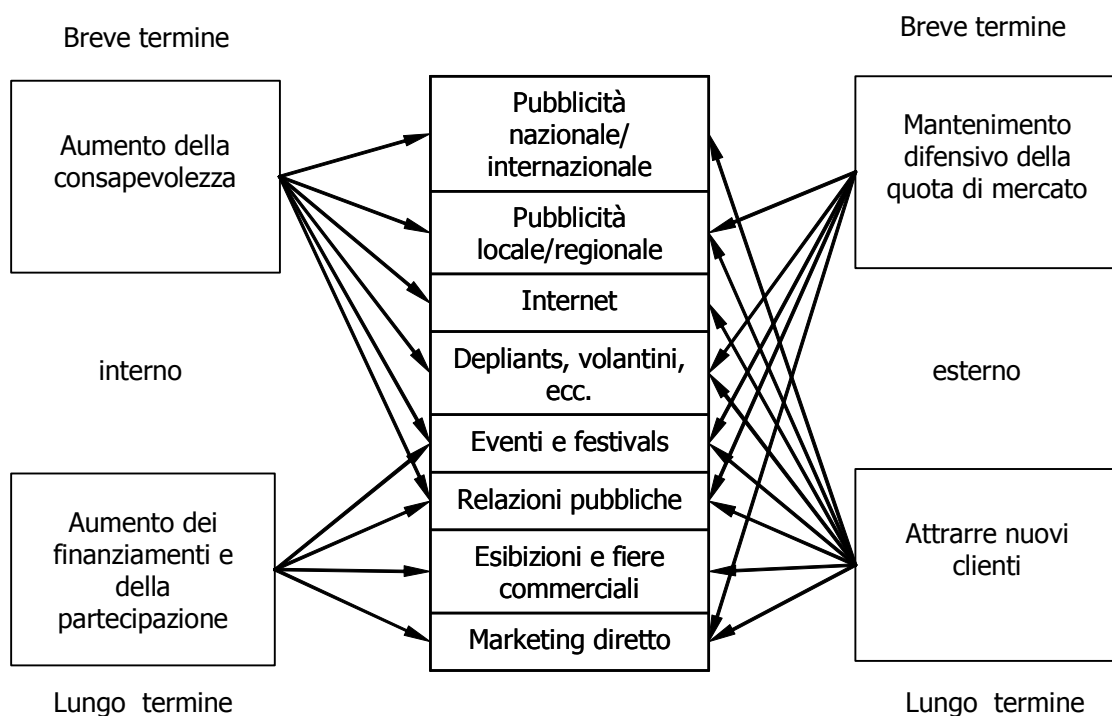 Breve termine
Breve termine
Aumento della
consapevolezza
Pubblicità
nazionale/
internazionale
Mantenimento
difensivo della
quota di mercato
Pubblicità
locale/regionale
Internet
interno
Depliants, volantini,
ecc.
esterno
Eventi e festivals
Relazioni pubbliche
Aumento dei
finanziamenti e
della
partecipazione
Attrarre nuovi
clienti
Esibizioni e fiere
commerciali
Marketing diretto
Lungo termine
Lungo termine